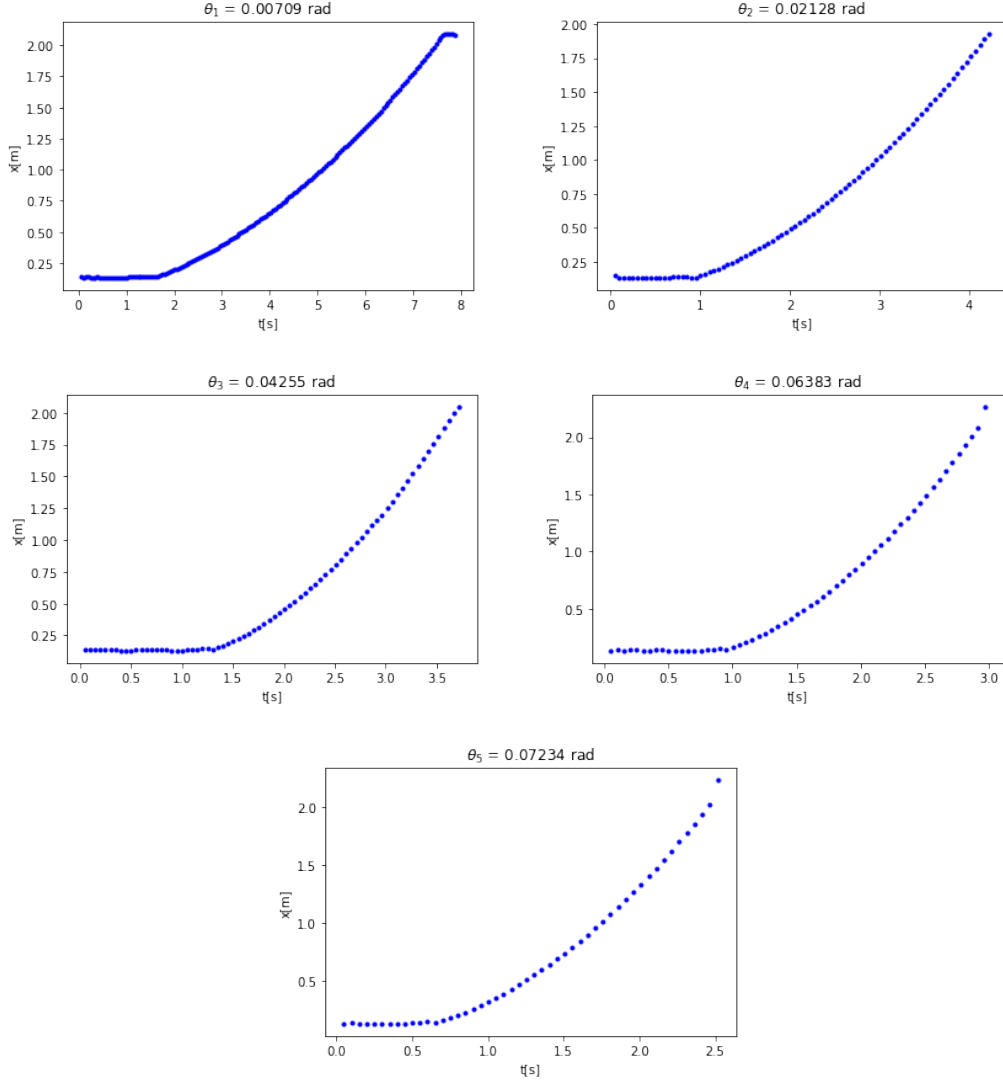 θ₁ = 0.00709 rad
2.00
1.75
1.50
1.25
1.00
0.75
0.50
0.25
x[m]
0 1 2 3 4 5 6 7 8
t[s]
θ₂ = 0.02128 rad
2.00
1.75
1.50
1.25
1.00
0.75
0.50
0.25
x[m]
0 1 2 3 4
t[s]
θ₃ = 0.04255 rad
2.00
1.75
1.50
1.25
1.00
0.75
0.50
0.25
x[m]
0.0 0.5 1.0 1.5 2.0 2.5 3.0 3.5
t[s]
θ₄ = 0.06383 rad
2.0
1.5
1.0
0.5
x[m]
0.0 0.5 1.0 1.5 2.0 2.5 3.0
t[s]
θ₅ = 0.07234 rad
2.0
1.5
1.0
0.5
x[m]
0.0 0.5 1.0 1.5 2.0 2.5
t[s]